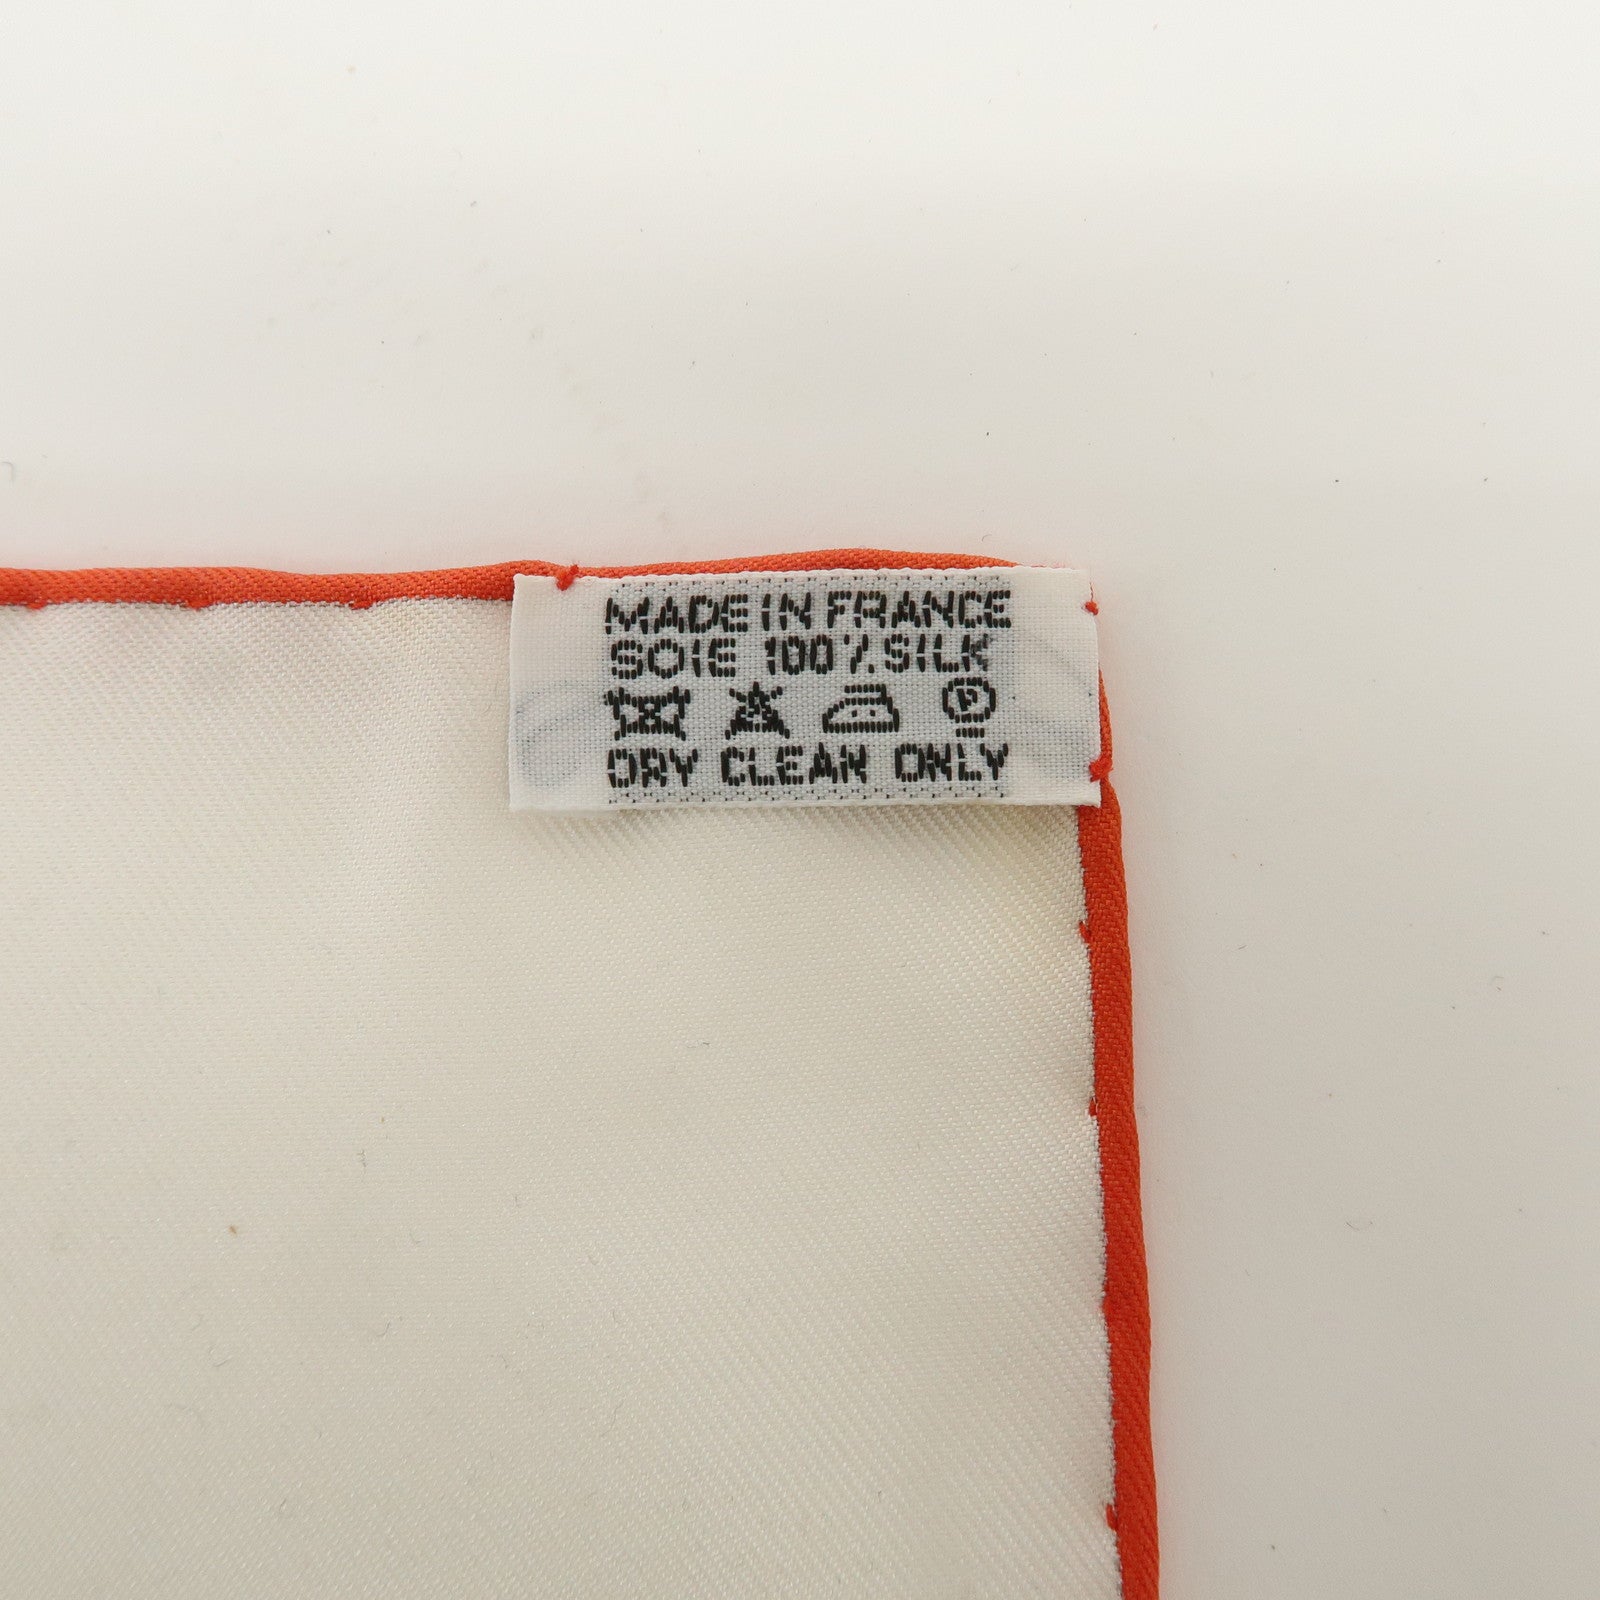 MADE IN FRANCE
SOIE 100% SILK
P
DRY CLEAN ONLY